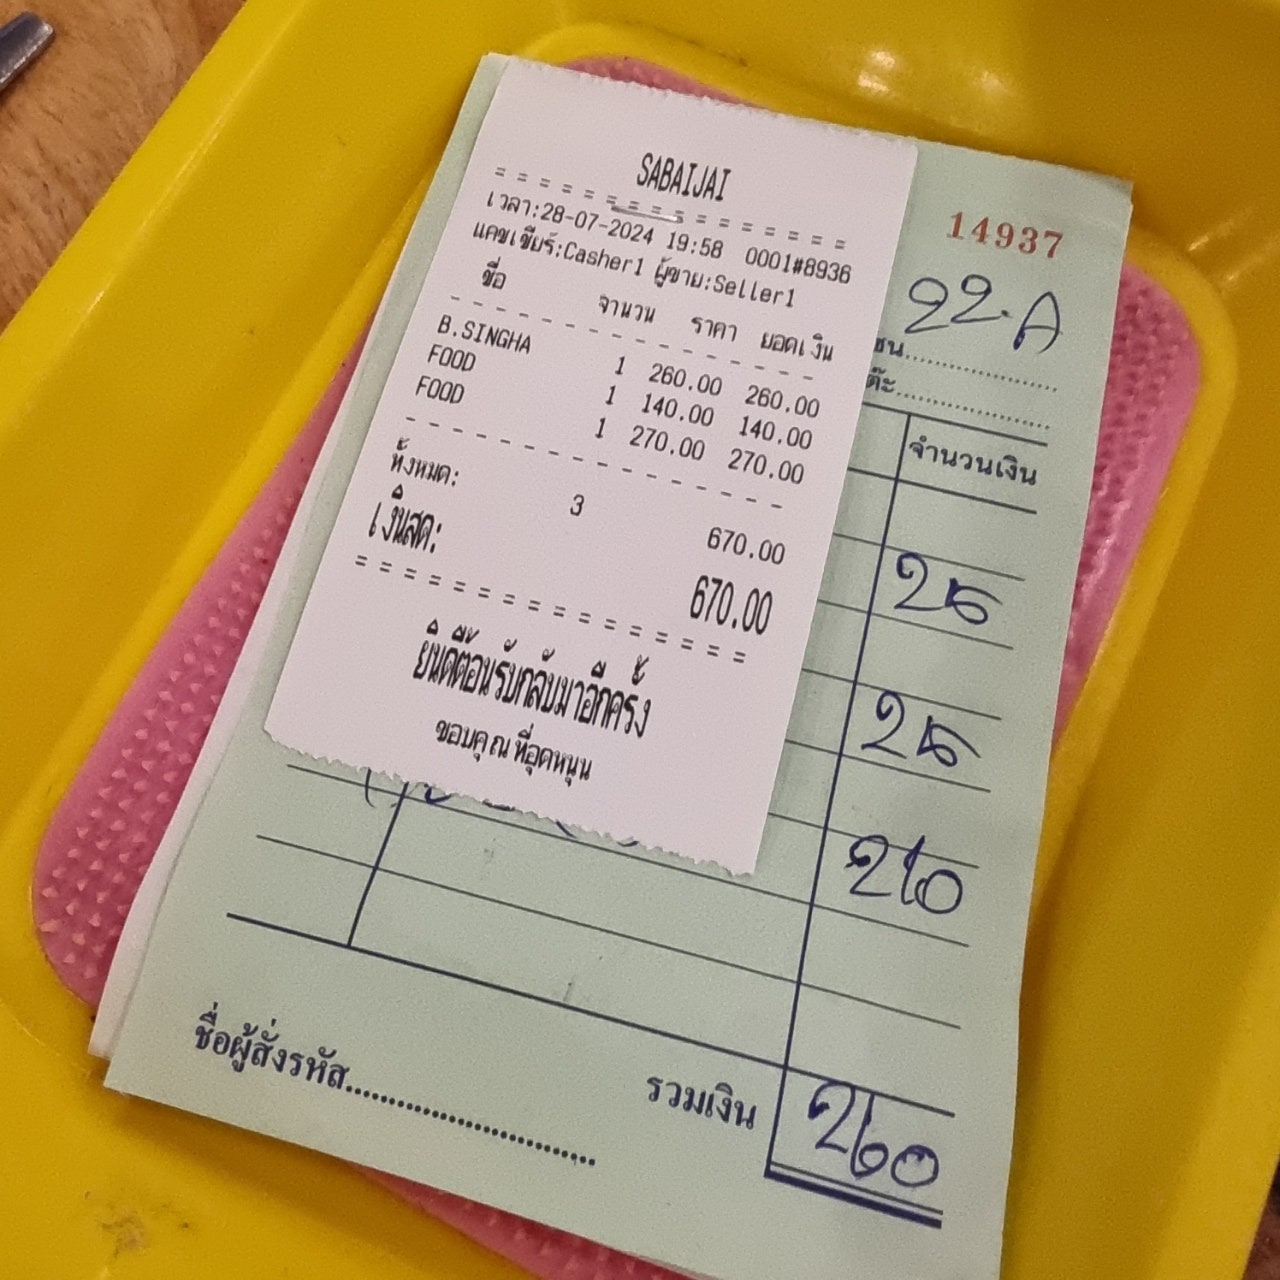 SABAIJAI
= = = = = = = = = = = = = = = =
เวลา:28-07-2024 19:58 0001#8936
แคชเชียร์:Casher1 ผู้ขาย:Seller1
ชื่อ จำนวน ราคา ยอดเงิน
- - - - - - - - - - - - - - - -
B.SINGHA 1 260.00 260.00
FOOD 1 140.00 140.00
FOOD 1 270.00 270.00
- - - - - - - - - - - - - - - -
ทั้งหมด: 3 670.00
เงินสด: 670.00
= = = = = = = = = = = = = = = =
ยินดีต้อนรับกลับมาอีกครั้ง
ขอบคุณที่อุดหนุน
14937
22.A
จำนวนเงิน
25
25
210
ชื่อผู้สั่งรหัส.............................. รวมเงิน 260